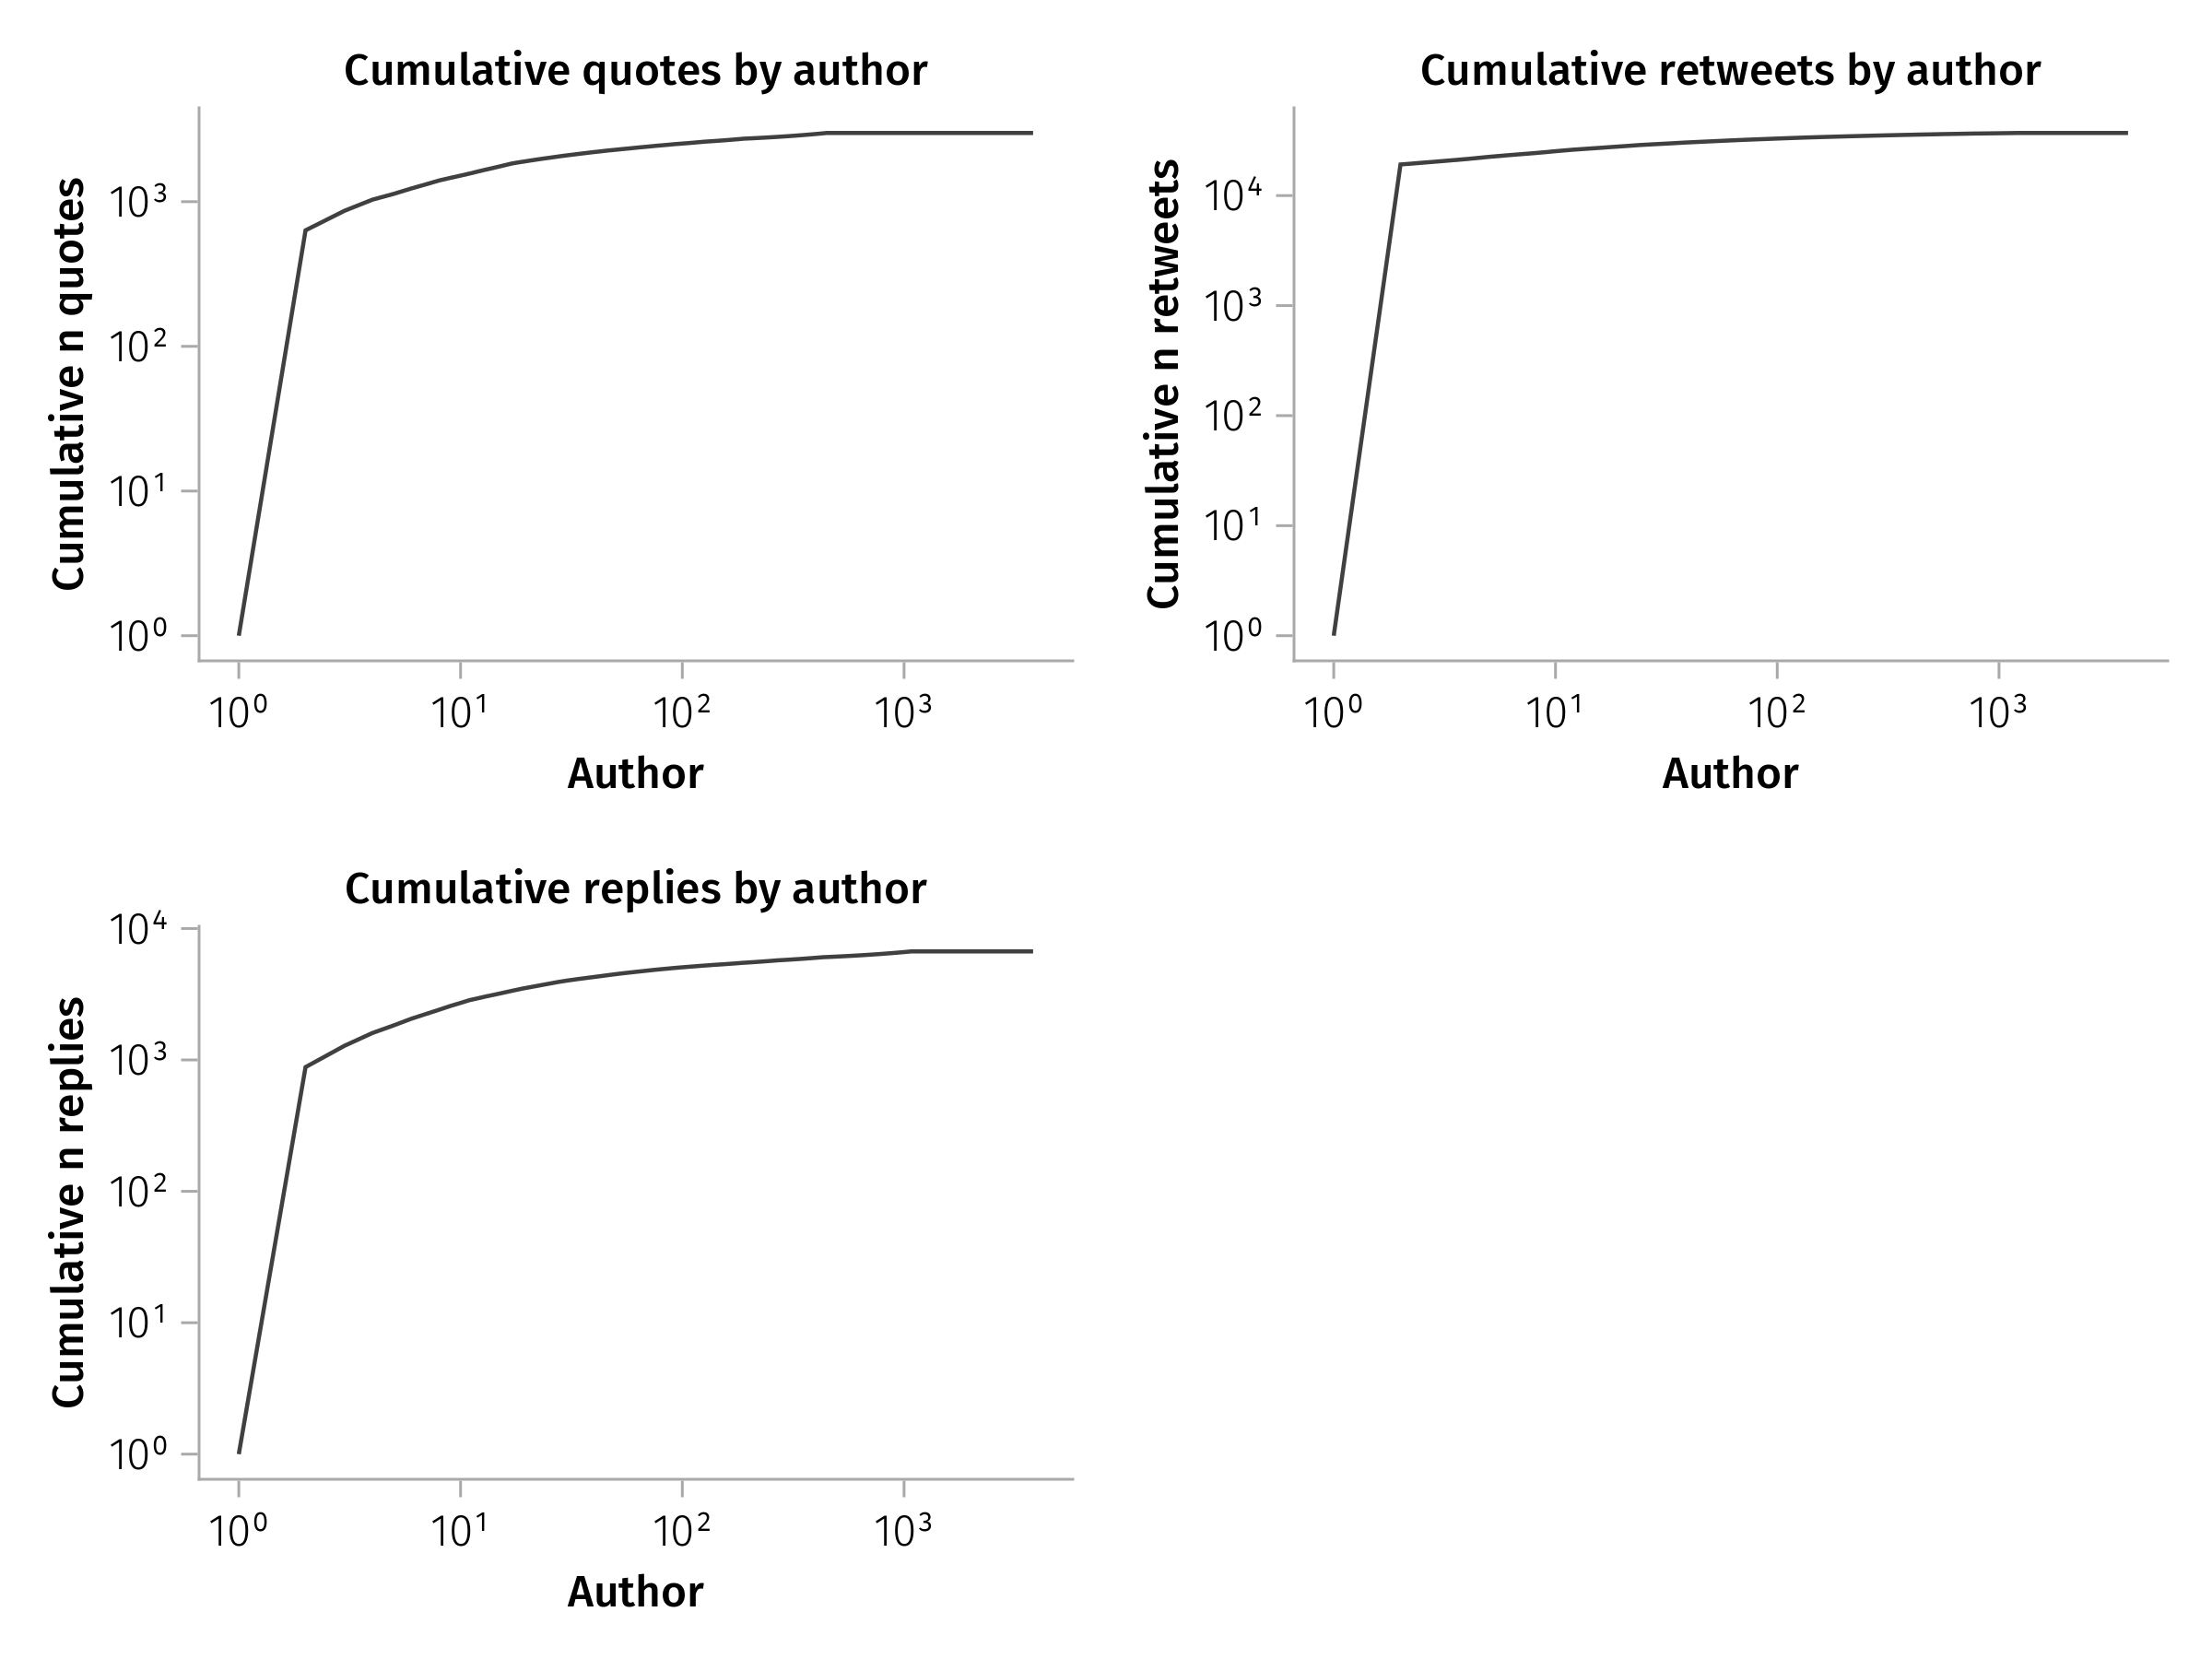 Cumulative quotes by author
Cumulative n quotes
10³
10²
10¹
10⁰
10⁰ 10¹ 10² 10³
Author
Cumulative retweets by author
Cumulative n retweets
10⁴
10³
10²
10¹
10⁰
10⁰ 10¹ 10² 10³
Author
Cumulative replies by author
Cumulative n replies
10⁴
10³
10²
10¹
10⁰
10⁰ 10¹ 10² 10³
Author